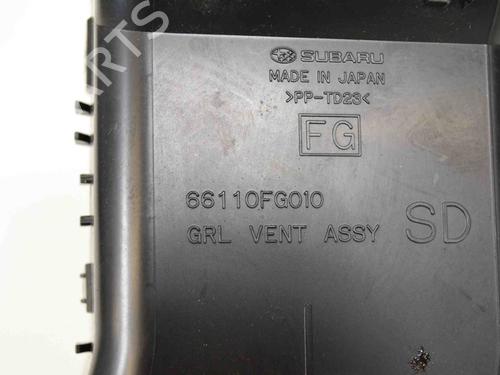 SUBARU
MADE IN JAPAN
>PP-TD23<
FG
66110FG010
GRL VENT ASSY
SD